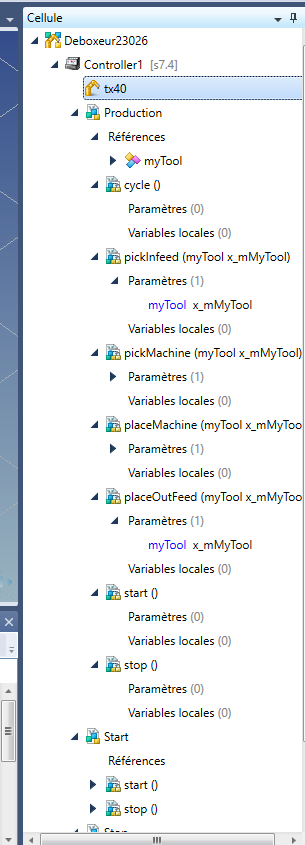 Cellule
Deboxeur23026
Controller1 [s7.4]
tx40
Production
Références
myTool
cycle ()
Paramètres (0)
Variables locales (0)
pickInfeed (myTool x_mMyTool)
Paramètres (1)
myTool x_mMyTool
Variables locales (0)
pickMachine (myTool x_mMyTool)
Paramètres (1)
Variables locales (0)
placeMachine (myTool x_mMyToo
Paramètres (1)
Variables locales (0)
placeOutFeed (myTool x_mMyToo
Paramètres (1)
myTool x_mMyTool
Variables locales (0)
start ()
Paramètres (0)
Variables locales (0)
stop ()
Paramètres (0)
Variables locales (0)
Start
Références
start ()
stop ()